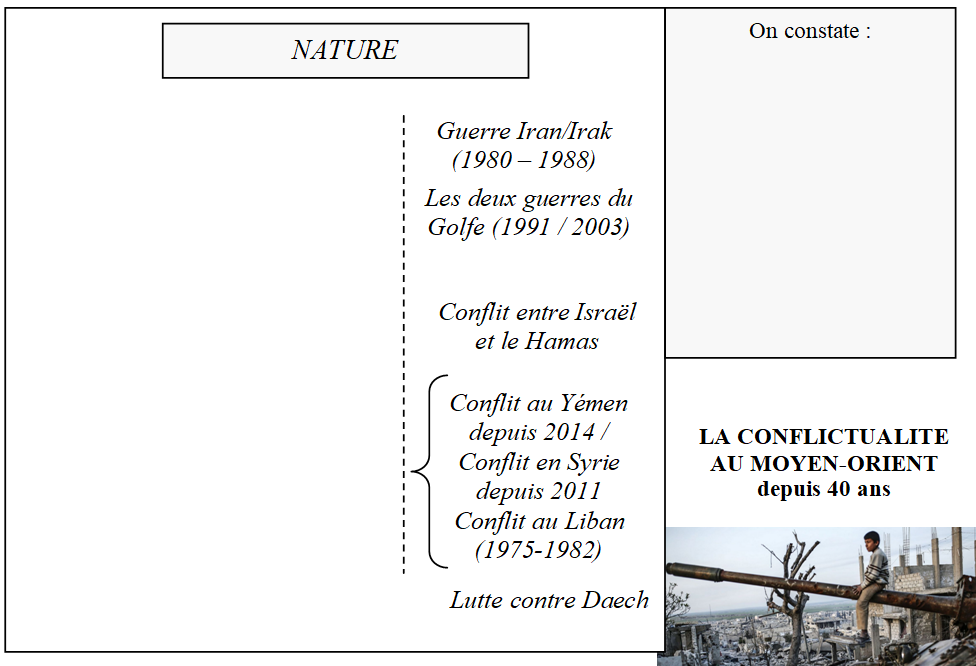 NATURE
Guerre Iran/Irak
(1980 – 1988)
Les deux guerres du
Golfe (1991 / 2003)
Conflit entre Israël
et le Hamas
Conflit au Yémen
depuis 2014 /
Conflit en Syrie
depuis 2011
Conflit au Liban
(1975-1982)
Lutte contre Daech
On constate :
LA CONFLICTUALITE
AU MOYEN-ORIENT
depuis 40 ans